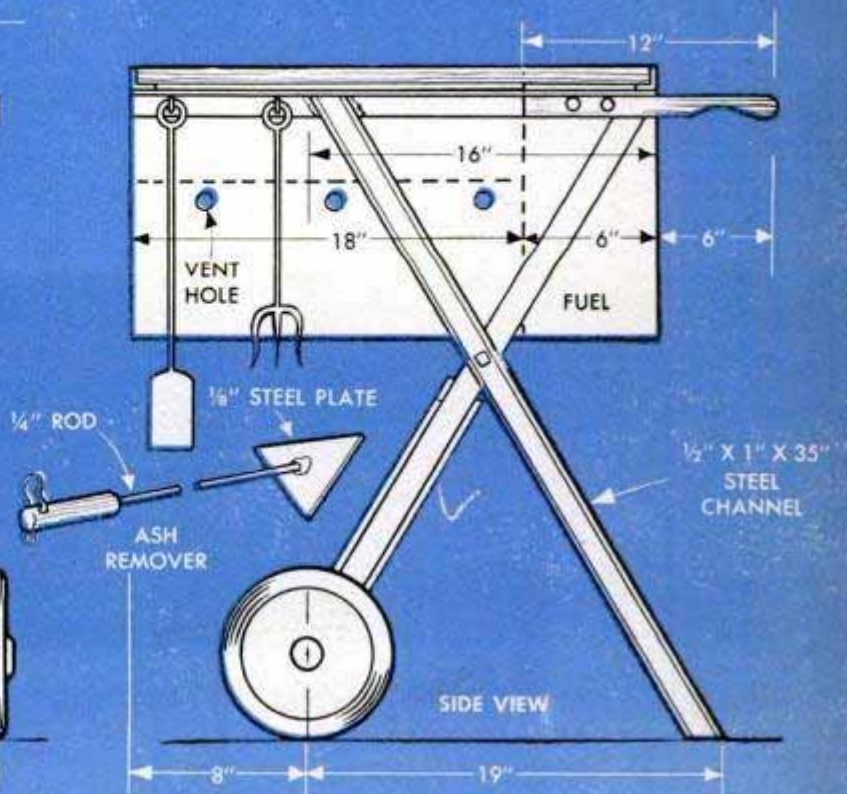 12"
16"
18"
6"
6"
VENT
HOLE
FUEL
1/8" STEEL PLATE
1/4" ROD
1/2" X 1" X 35"
STEEL
CHANNEL
ASH
REMOVER
SIDE VIEW
8"
19"